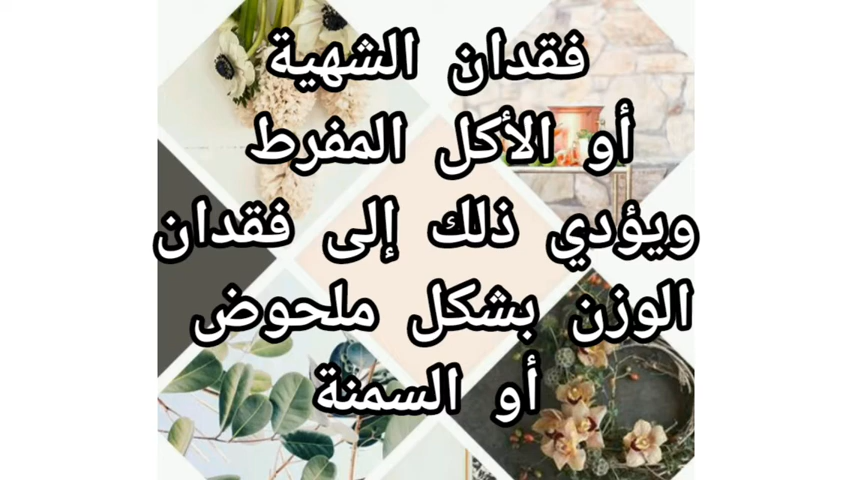 فقدان الشهية
أو الأكل المفرط
ويؤدي ذلك إلى فقدان
الوزن بشكل ملحوض
أو السمنة